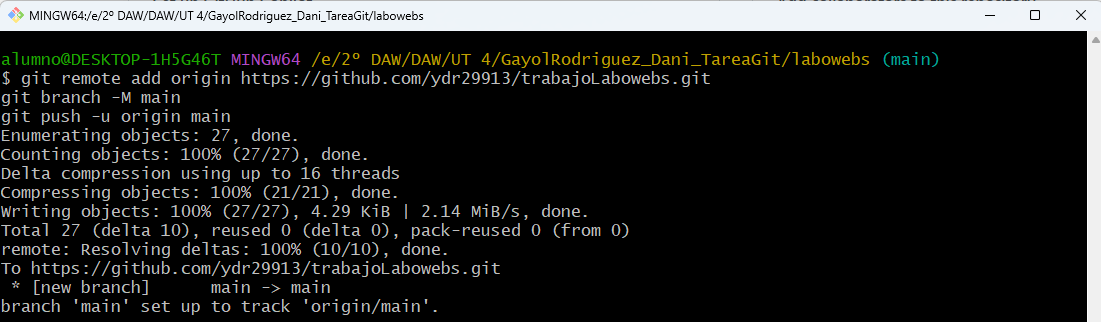 MINGW64:/e/2º DAW/DAW/UT 4/GayolRodriguez_Dani_TareaGit/labowebs
alumno@DESKTOP-1H5G46T MINGW64 /e/2º DAW/DAW/UT 4/GayolRodriguez_Dani_TareaGit/labowebs (main)
$ git remote add origin https://github.com/ydr29913/trabajoLabowebs.git
git branch -M main
git push -u origin main
Enumerating objects: 27, done.
Counting objects: 100% (27/27), done.
Delta compression using up to 16 threads
Compressing objects: 100% (21/21), done.
Writing objects: 100% (27/27), 4.29 KiB | 2.14 MiB/s, done.
Total 27 (delta 10), reused 0 (delta 0), pack-reused 0 (from 0)
remote: Resolving deltas: 100% (10/10), done.
To https://github.com/ydr29913/trabajoLabowebs.git
 * [new branch]      main -> main
branch 'main' set up to track 'origin/main'.